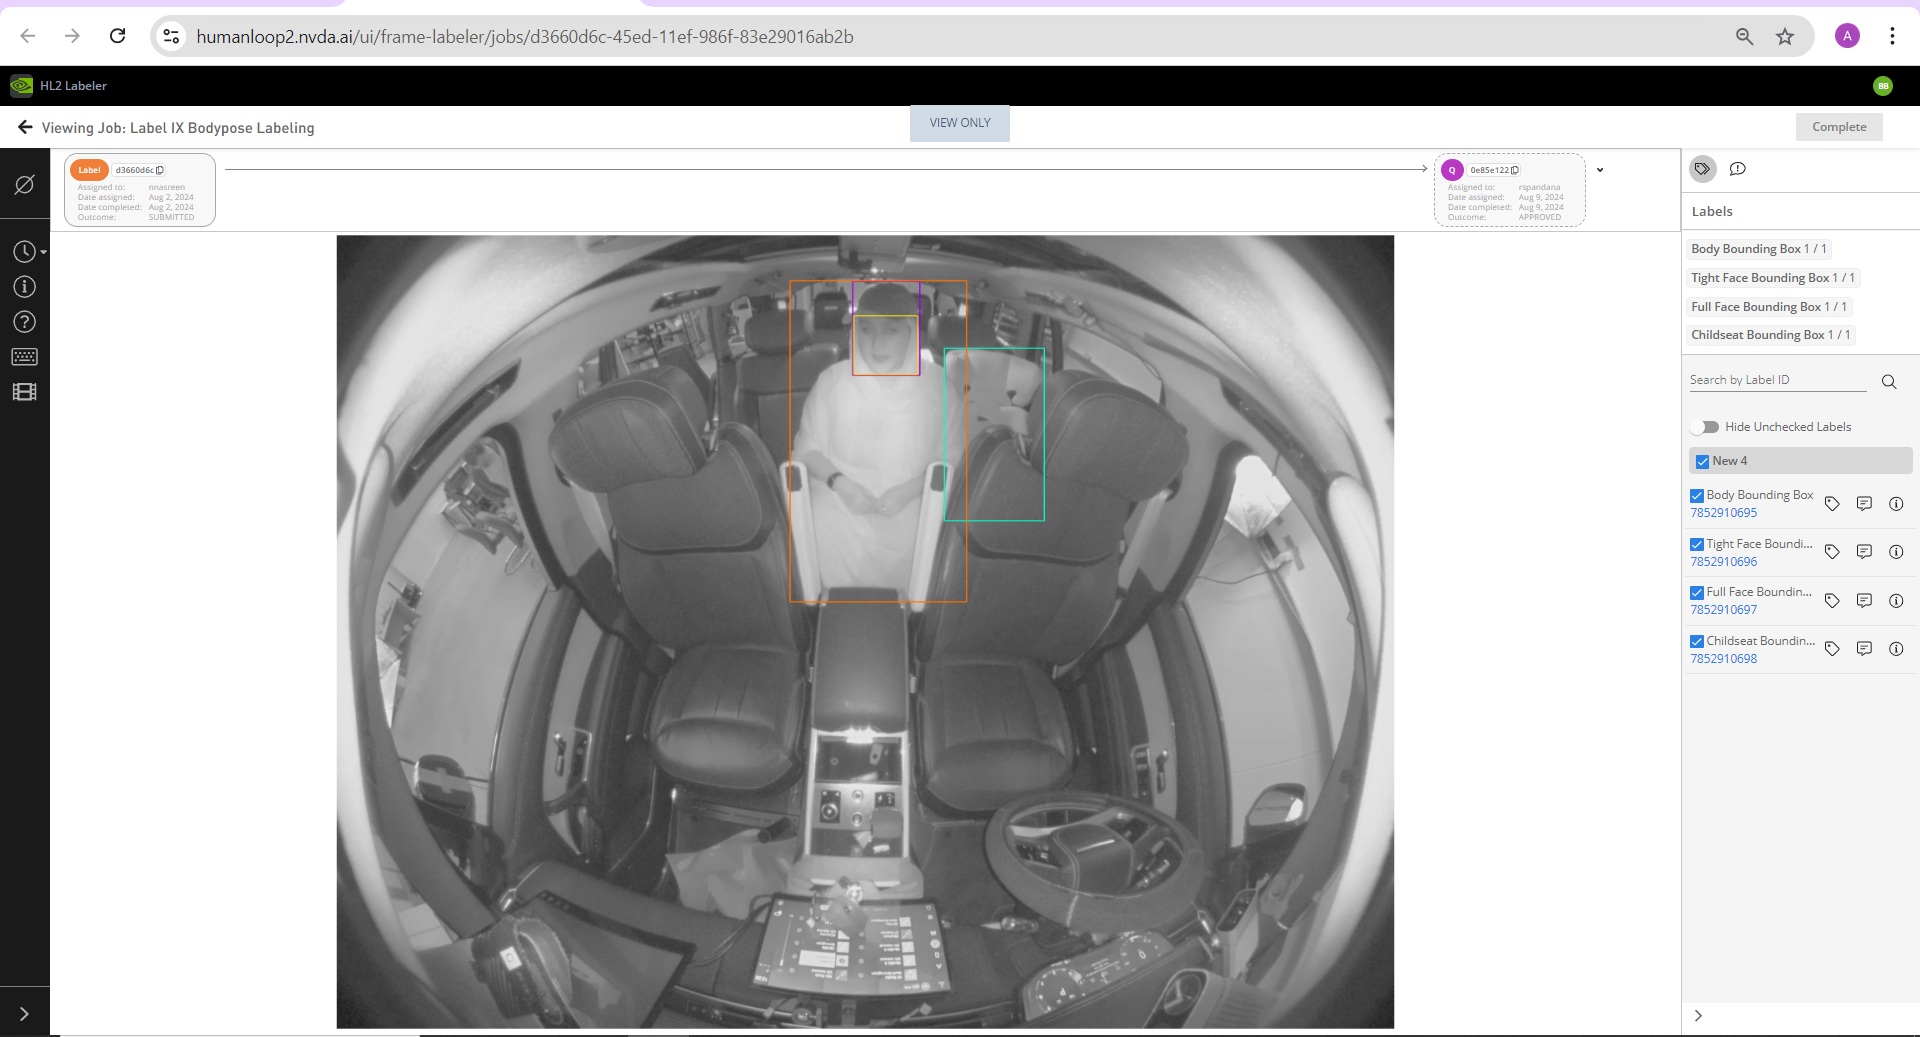 humanloop2.nvda.ai/ui/frame-labeler/jobs/d3660d6c-45ed-11ef-986f-83e29016ab2b
A
HL2 Labeler
BB
Viewing Job: Label IX Bodypose Labeling
VIEW ONLY
Complete
Label d3660d6c
Assigned to: nnasreen
Date assigned: Aug 2, 2024
Date completed: Aug 2, 2024
Outcome: SUBMITTED
Q 0e85e122
Assigned to: rspandana
Date assigned: Aug 9, 2024
Date completed: Aug 9, 2024
Outcome: APPROVED
Labels
Body Bounding Box 1 / 1
Tight Face Bounding Box 1 / 1
Full Face Bounding Box 1 / 1
Childseat Bounding Box 1 / 1
Search by Label ID
Hide Unchecked Labels
New 4
Body Bounding Box
7852910695
Tight Face Boundi...
7852910696
Full Face Boundin...
7852910697
Childseat Boundin...
7852910698